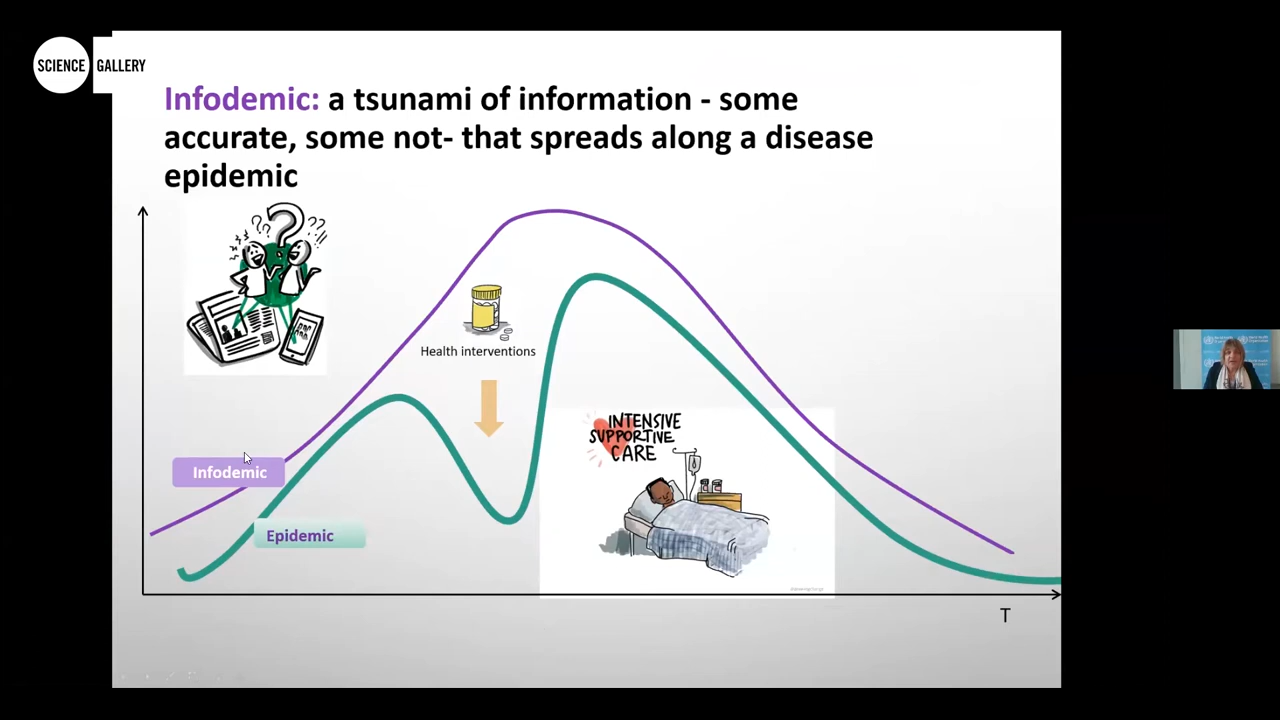 SCIENCE GALLERY
Infodemic: a tsunami of information - some
accurate, some not- that spreads along a disease
epidemic
Health interventions
INTENSIVE
SUPPORTIVE
CARE
Infodemic
Epidemic
T